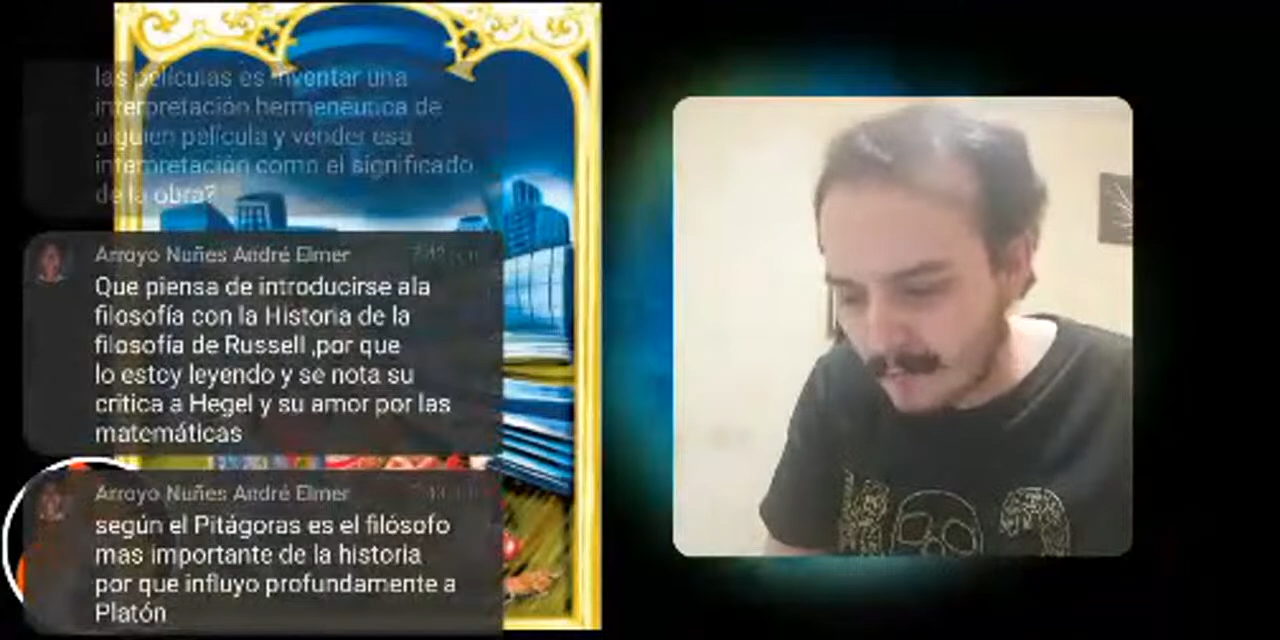 las películas es inventar una
interpretación hermenéutica de
alguien película y vender esa
interpretación como el significado
de la obra?
Arroyo Nuñes André Elmer
Que piensa de introducirse ala
filosofía con la Historia de la
filosofía de Russell ,por que
lo estoy leyendo y se nota su
critica a Hegel y su amor por las
matemáticas
Arroyo Nuñes André Elmer
según el Pitágoras es el filósofo
mas importante de la historia
por que influyo profundamente a
Platón